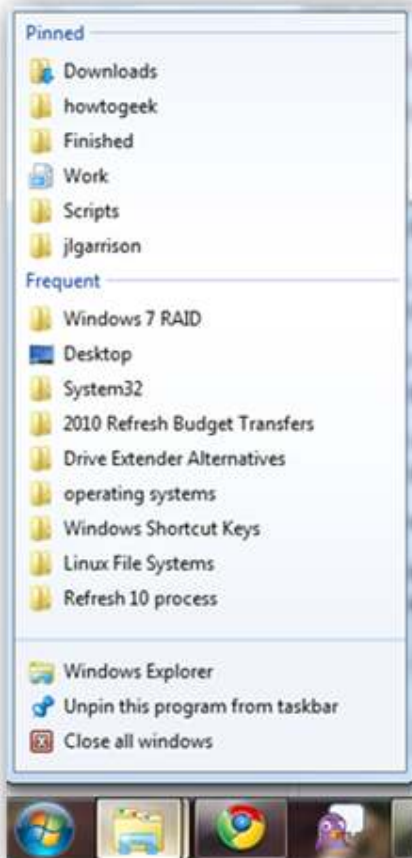 Pinned
Downloads
howtogeek
Finished
Work
Scripts
jlgarrison
Frequent
Windows 7 RAID
Desktop
System32
2010 Refresh Budget Transfers
Drive Extender Alternatives
operating systems
Windows Shortcut Keys
Linux File Systems
Refresh 10 process
Windows Explorer
Unpin this program from taskbar
Close all windows